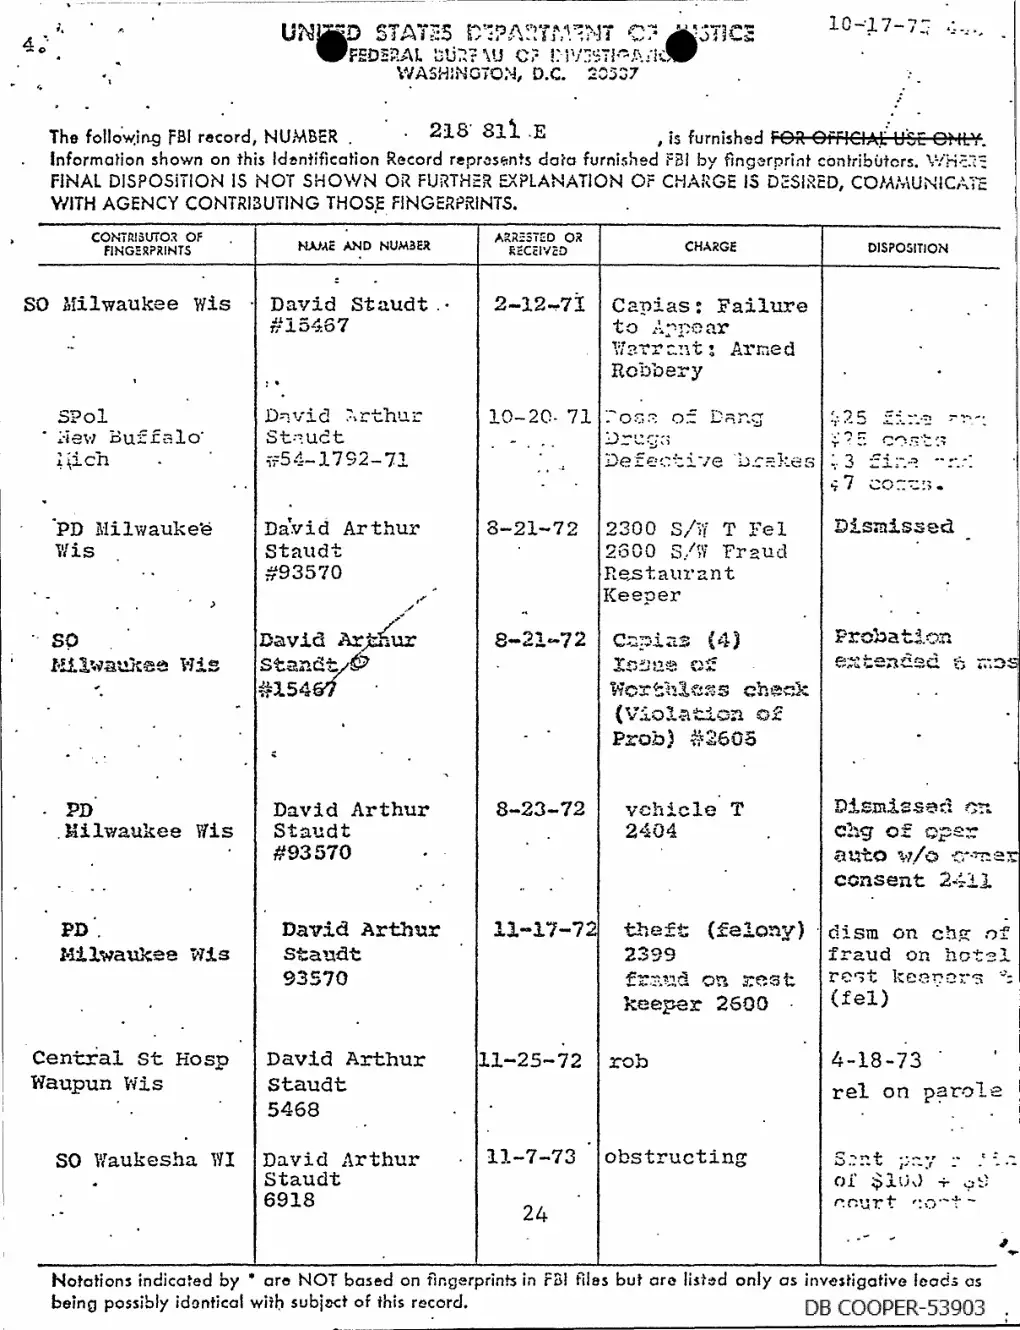 4.
10-17-7
UNITED STATES DEPARTMENT OF JUSTICE
FEDERAL BUREAU OF INVESTIGATION
WASHINGTON, D.C. 20537
The following FBI record, NUMBER 218 811 E , is furnished FOR OFFICIAL USE ONLY.
Information shown on this Identification Record represents data furnished FBI by fingerprint contributors. WHERE
FINAL DISPOSITION IS NOT SHOWN OR FURTHER EXPLANATION OF CHARGE IS DESIRED, COMMUNICATE
WITH AGENCY CONTRIBUTING THOSE FINGERPRINTS.
CONTRIBUTOR OF
FINGERPRINTS
NAME AND NUMBER
ARRESTED OR
RECEIVED
CHARGE
DISPOSITION
SO Milwaukee Wis
David Staudt
#15467
2-12-71
Capias: Failure
to Appear
Warrant: Armed
Robbery
SPol
New Buffalo
Mich
David Arthur
Staudt
#54-1792-71
10-20-71
Poss of Dang
Drugs
Defective brakes
$25 fine and
$25 costs
$3 fine and
$7 costs.
PD Milwaukee
Wis
David Arthur
Staudt
#93570
8-21-72
2300 S/W T Fel
2600 S/W Fraud
Restaurant
Keeper
Dismissed
SO
Milwaukee Wis
David Arthur
Standt
#15467
8-21-72
Capias (4)
Issue of
Worthless check
(Violation of
Prob) #2605
Probation
extended 6 mos
PD
Milwaukee Wis
David Arthur
Staudt
#93570
8-23-72
vehicle T
2404
Dismissed on
chg of oper
auto w/o owner
consent 2411
PD
Milwaukee Wis
David Arthur
Staudt
93570
11-17-72
theft (felony)
2399
fraud on rest
keeper 2600
dism on chg of
fraud on hotel
rest keepers
(fel)
Central St Hosp
Waupun Wis
David Arthur
Staudt
5468
11-25-72
rob
4-18-73
rel on parole
SO Waukesha WI
David Arthur
Staudt
6918
11-7-73
obstructing
Sent pay
of $100 +
court
24
Notations indicated by * are NOT based on fingerprints in FBI files but are listed only as investigative leads as
being possibly identical with subject of this record.
DB COOPER-53903